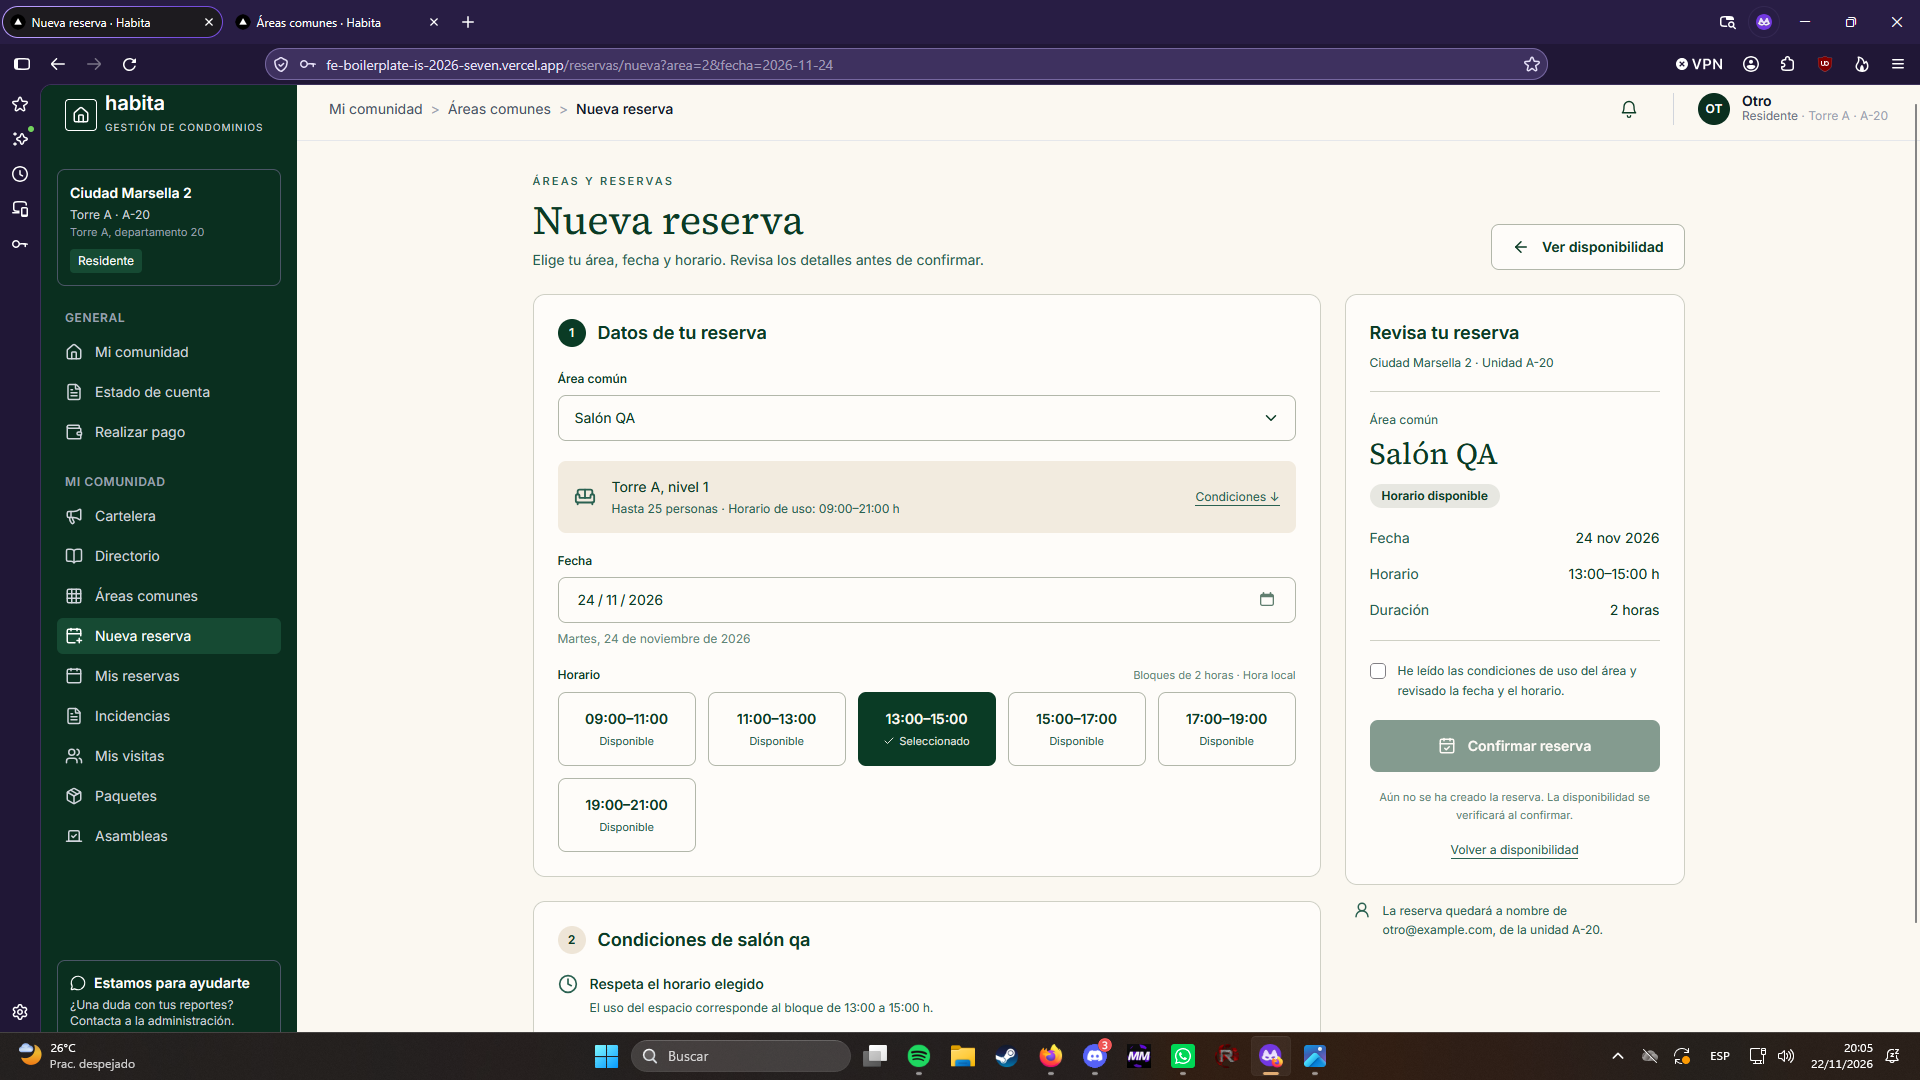 Nueva reserva · Habita
Áreas comunes · Habita
fe-boilerplate-is-2026-seven.vercel.app/reservas/nueva?area=2&fecha=2026-11-24
VPN
habita
GESTIÓN DE CONDOMINIOS
Ciudad Marsella 2
Torre A · A-20
Torre A, departamento 20
Residente
GENERAL
Mi comunidad
Estado de cuenta
Realizar pago
MI COMUNIDAD
Cartelera
Directorio
Áreas comunes
Nueva reserva
Mis reservas
Incidencias
Mis visitas
Paquetes
Asambleas
Estamos para ayudarte
¿Una duda con tus reportes?
Contacta a la administración.
Mi comunidad > Áreas comunes > Nueva reserva
OT
Otro
Residente · Torre A · A-20
ÁREAS Y RESERVAS
Nueva reserva
Elige tu área, fecha y horario. Revisa los detalles antes de confirmar.
Ver disponibilidad
1 Datos de tu reserva
Área común
Salón QA
Torre A, nivel 1
Hasta 25 personas · Horario de uso: 09:00–21:00 h
Condiciones ↓
Fecha
24 / 11 / 2026
Martes, 24 de noviembre de 2026
Horario
Bloques de 2 horas · Hora local
09:00–11:00
Disponible
11:00–13:00
Disponible
13:00–15:00
Seleccionado
15:00–17:00
Disponible
17:00–19:00
Disponible
19:00–21:00
Disponible
2 Condiciones de salón qa
Respeta el horario elegido
El uso del espacio corresponde al bloque de 13:00 a 15:00 h.
Revisa tu reserva
Ciudad Marsella 2 · Unidad A-20
Área común
Salón QA
Horario disponible
Fecha 24 nov 2026
Horario 13:00–15:00 h
Duración 2 horas
He leído las condiciones de uso del área y
revisado la fecha y el horario.
Confirmar reserva
Aún no se ha creado la reserva. La disponibilidad se
verificará al confirmar.
Volver a disponibilidad
La reserva quedará a nombre de
otro@example.com, de la unidad A-20.
26°C
Prac. despejado
Buscar
3
MM
R
ESP
20:05
22/11/2026